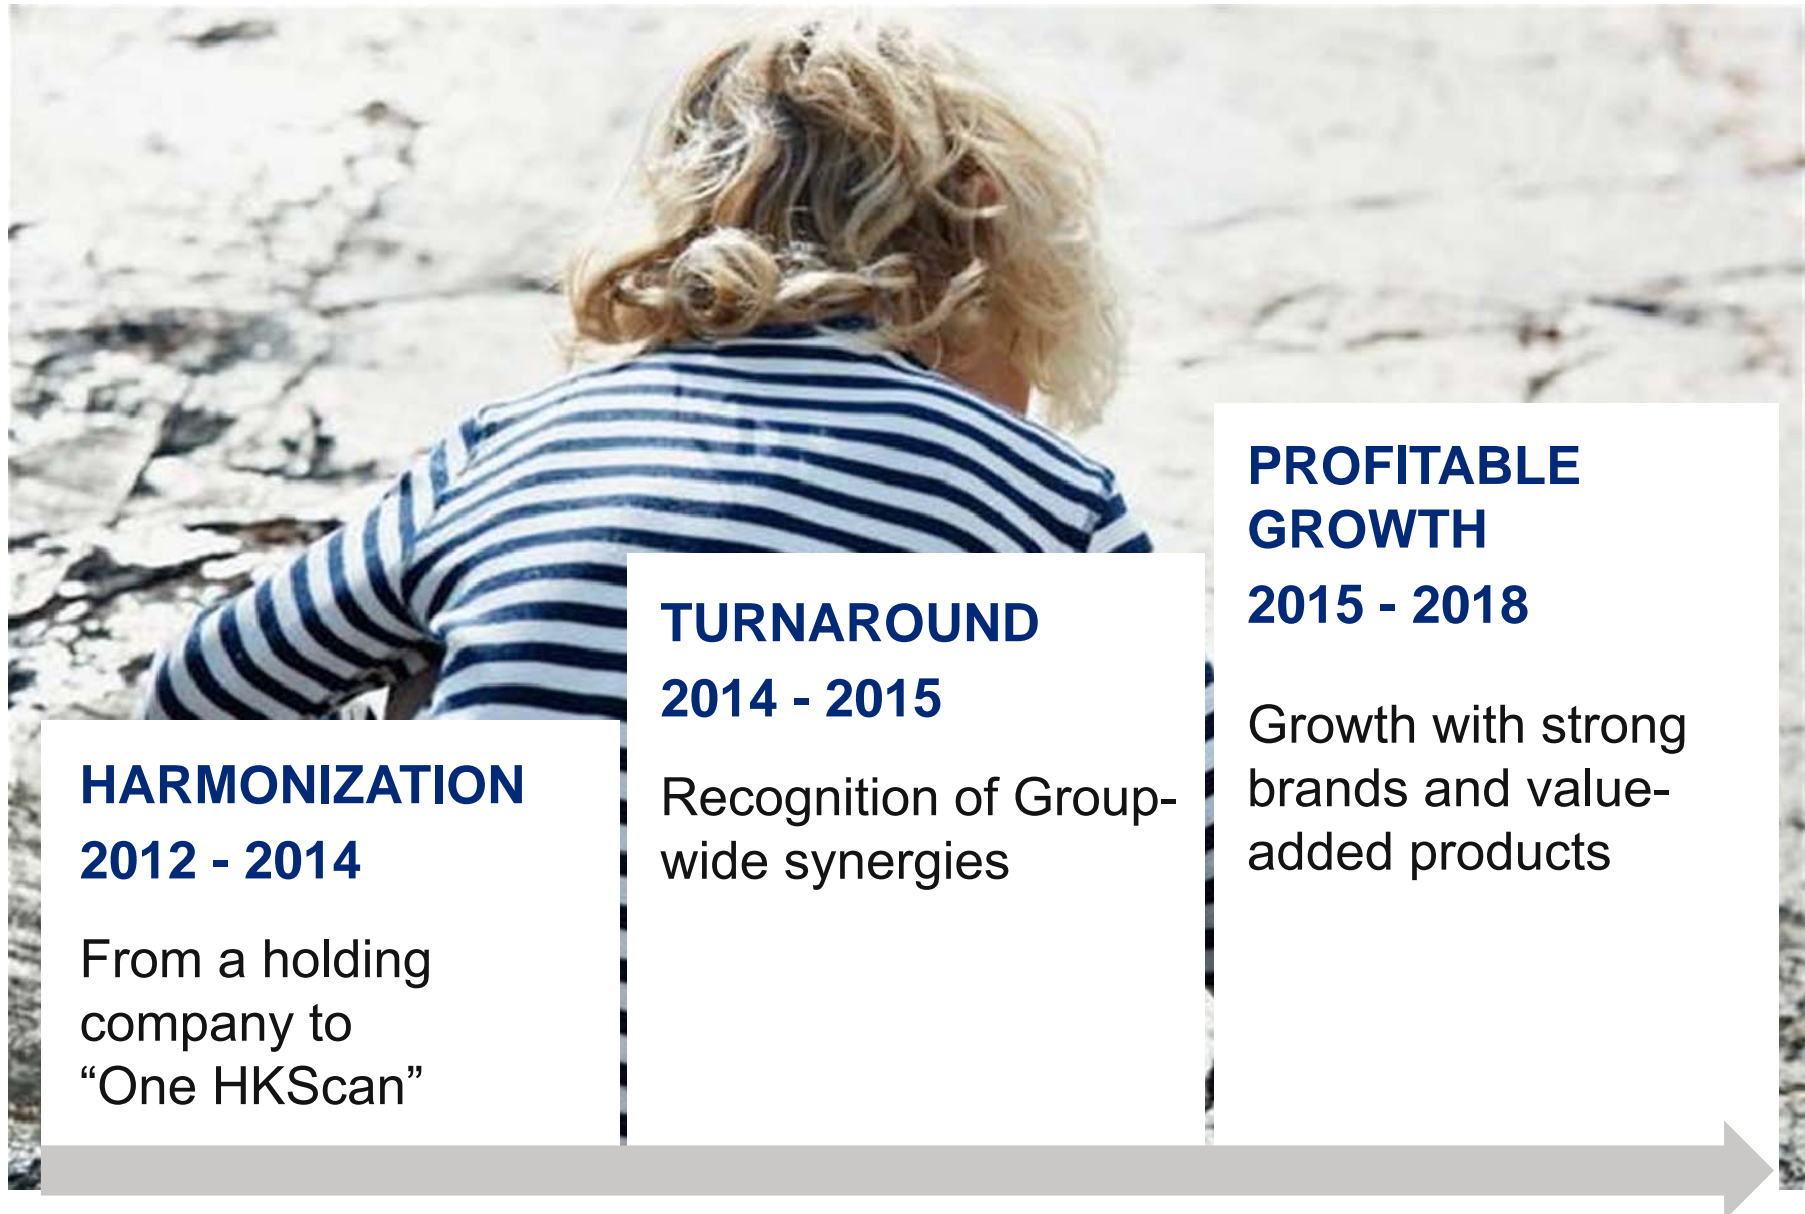 HARMONIZATION
2012 - 2014
From a holding
company to
“One HKScan”
TURNAROUND
2014 - 2015
Recognition of Group-
wide synergies
PROFITABLE
GROWTH
2015 - 2018
Growth with strong
brands and value-
added products